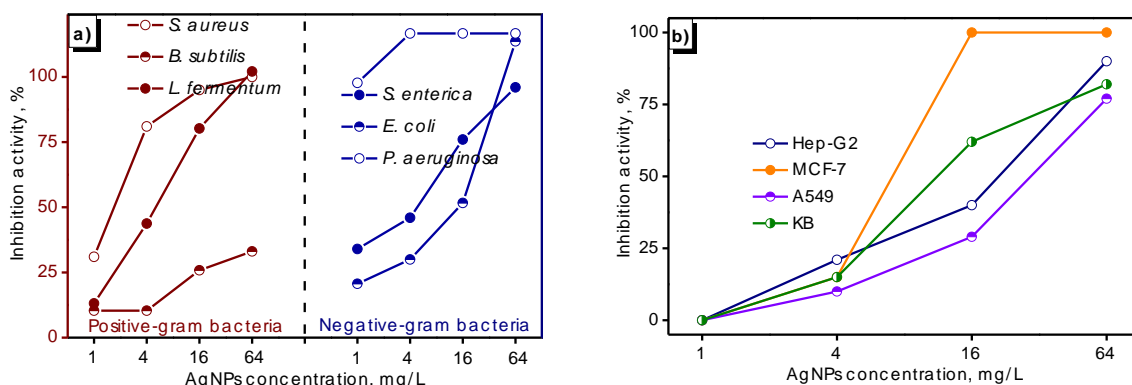 a)
S. aureus
B. subtilis
L. fermentum
S. enterica
E. coli
P. aeruginosa
Inhibition activity, %
100
75
50
25
0
Positive-gram bacteria
Negative-gram bacteria
1 4 16 64 1 4 16 64
AgNPs concentration, mg/L
b)
Hep-G2
MCF-7
A549
KB
Inhibition activity, %
100
75
50
25
0
1 4 16 64
AgNPs concentration, mg/L